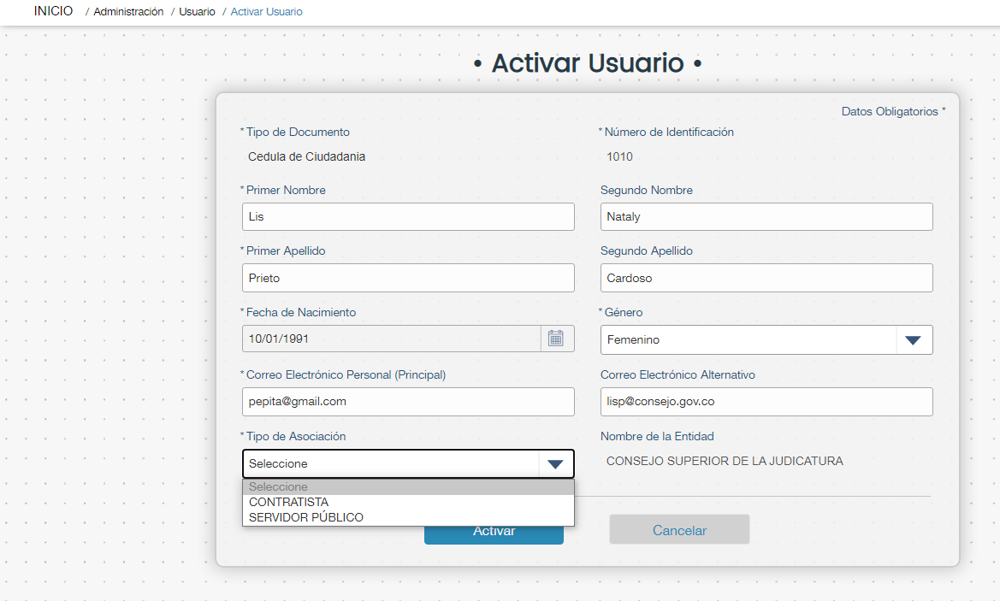 INICIO / Administración / Usuario / Activar Usuario
• Activar Usuario •
Datos Obligatorios *
* Tipo de Documento
* Número de Identificación
Cedula de Ciudadania
1010
* Primer Nombre
Segundo Nombre
Lis
Nataly
* Primer Apellido
Segundo Apellido
Prieto
Cardoso
* Fecha de Nacimiento
* Género
10/01/1991
Femenino
* Correo Electrónico Personal (Principal)
Correo Electrónico Alternativo
pepita@gmail.com
lisp@consejo.gov.co
* Tipo de Asociación
Nombre de la Entidad
Seleccione
CONSEJO SUPERIOR DE LA JUDICATURA
Seleccione
CONTRATISTA
SERVIDOR PÚBLICO
Activar
Cancelar